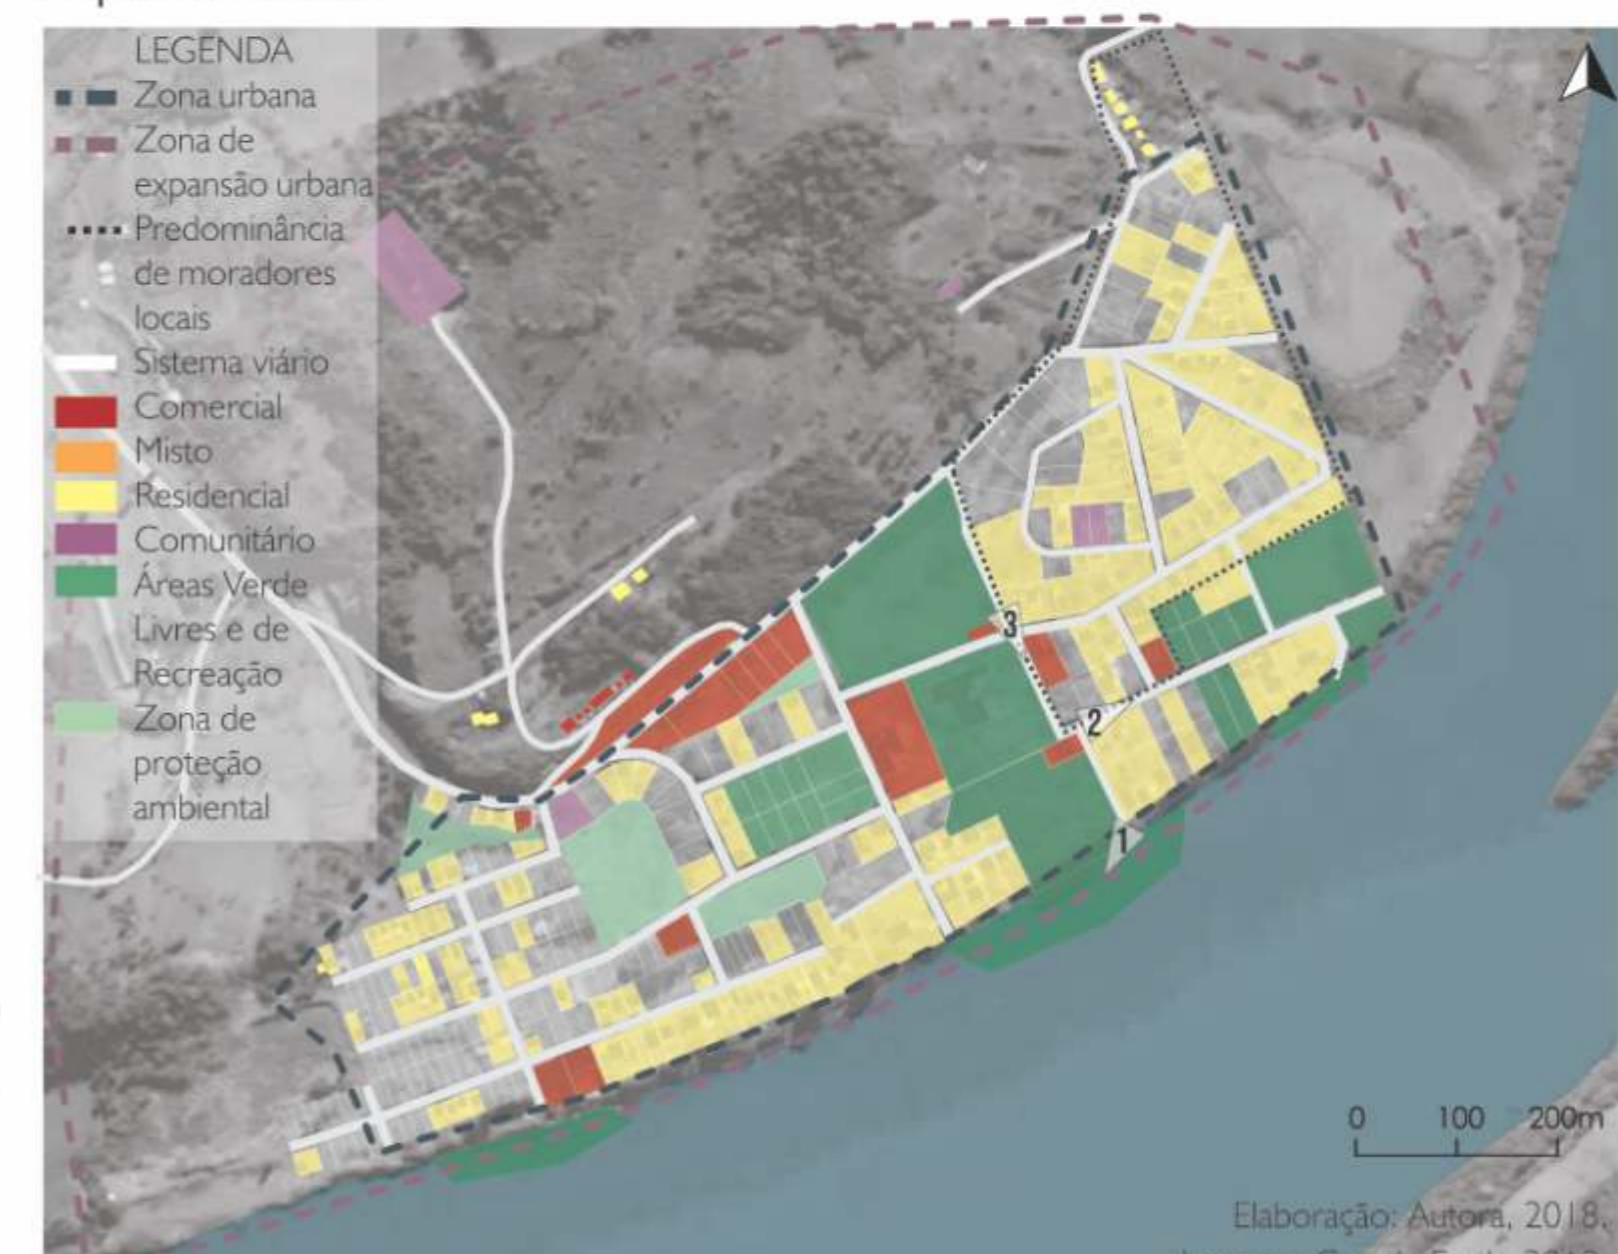 LEGENDA
Zona urbana
Zona de
expansão urbana
Predominância
de moradores
locais
Sistema viário
Comercial
Misto
Residencial
Comunitário
Áreas Verde
Livres e de
Recreação
Zona de
proteção
ambiental
3
2
1
0 100 200m
Elaboração: Autora, 2018.